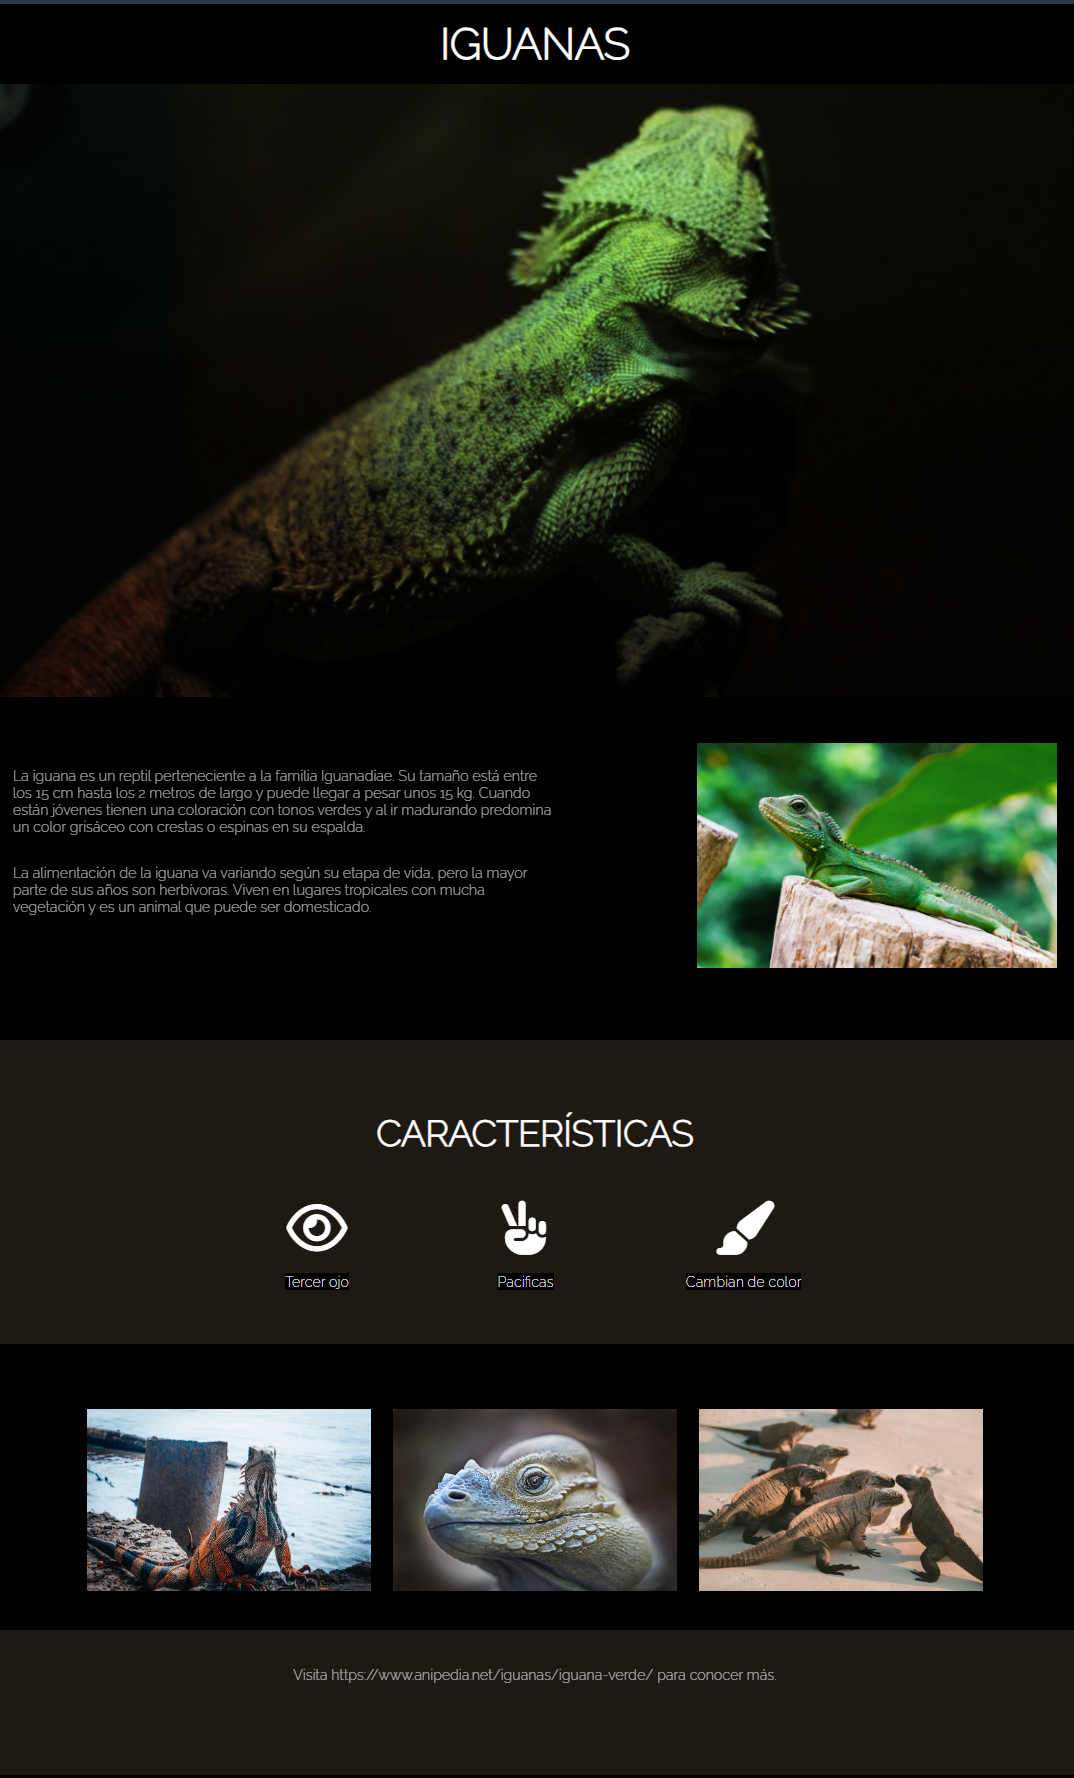 IGUANAS
La iguana es un reptil perteneciente a la familia Iguanadiae. Su tamaño está entre
los 15 cm hasta los 2 metros de largo y puede llegar a pesar unos 15 kg. Cuando
están jóvenes tienen una coloración con tonos verdes y al ir madurando predomina
un color grisáceo con crestas o espinas en su espalda.
La alimentación de la iguana va variando según su etapa de vida, pero la mayor
parte de sus años son herbívoras. Viven en lugares tropicales con mucha
vegetación y es un animal que puede ser domesticado.
CARACTERÍSTICAS
Tercer ojo
Pacificas
Cambian de color
Visita https://www.anipedia.net/iguanas/iguana-verde/ para conocer más.